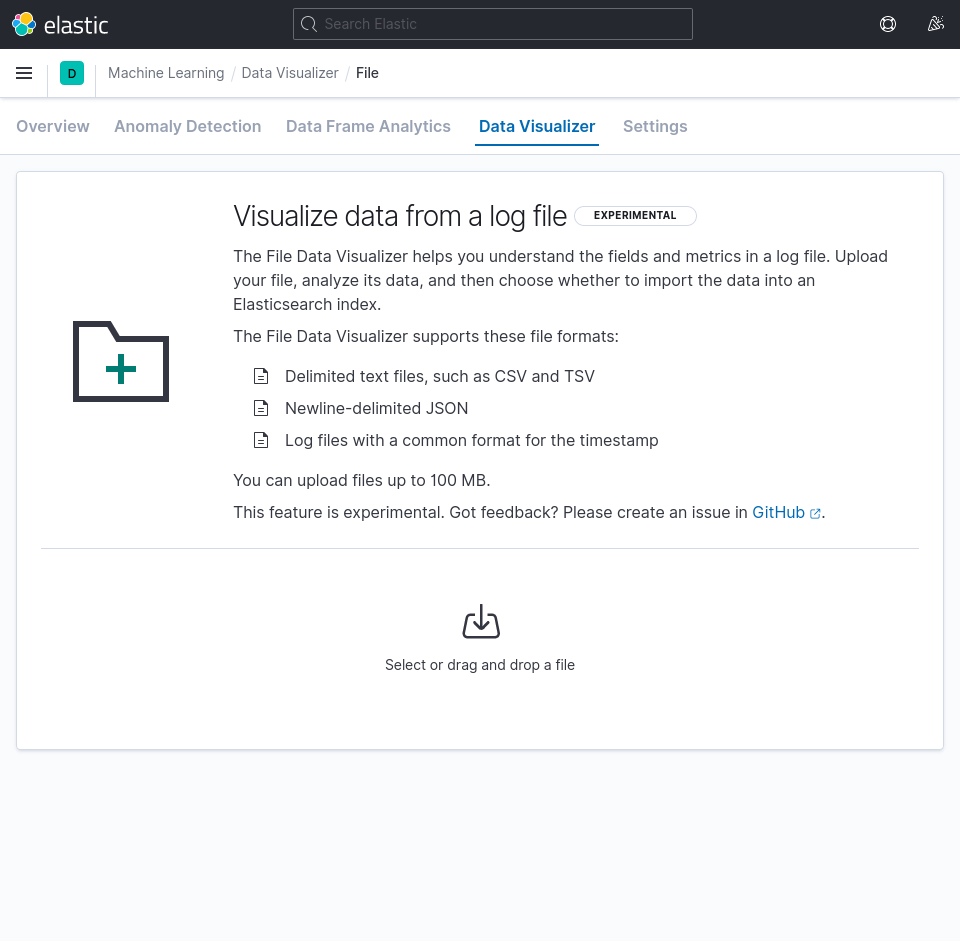 elastic
Search Elastic
D
Machine Learning / Data Visualizer / File
Overview Anomaly Detection Data Frame Analytics Data Visualizer Settings
Visualize data from a log file EXPERIMENTAL
The File Data Visualizer helps you understand the fields and metrics in a log file. Upload
your file, analyze its data, and then choose whether to import the data into an
Elasticsearch index.
The File Data Visualizer supports these file formats:
Delimited text files, such as CSV and TSV
Newline-delimited JSON
Log files with a common format for the timestamp
You can upload files up to 100 MB.
This feature is experimental. Got feedback? Please create an issue in GitHub.
Select or drag and drop a file